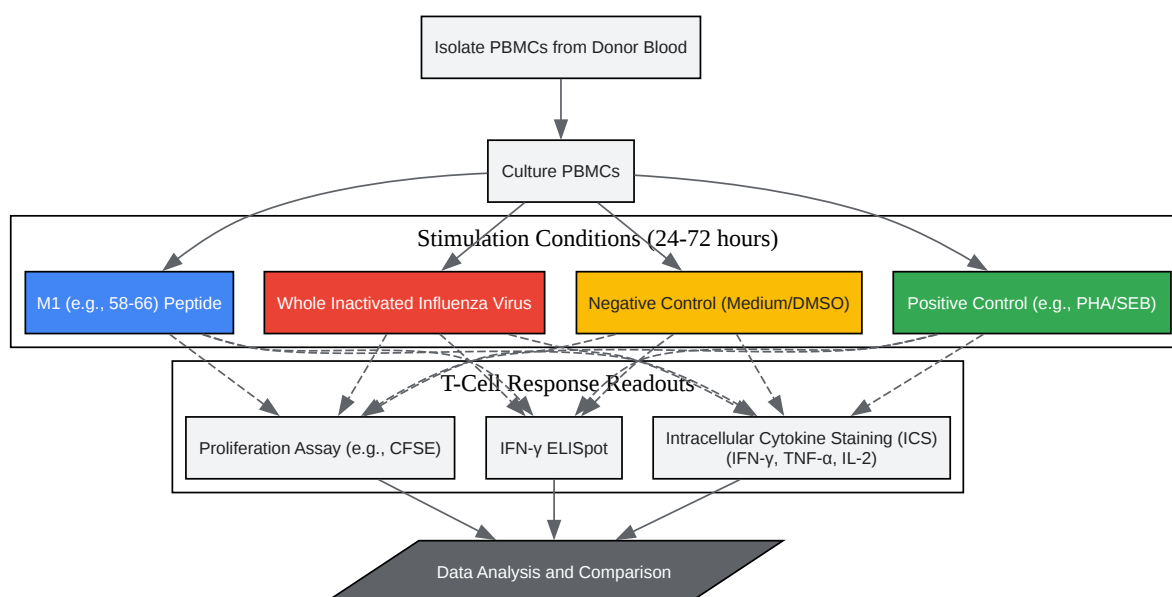 Isolate PBMCs from Donor Blood
Culture PBMCs
Stimulation Conditions (24-72 hours)
M1 (e.g., 58-66) Peptide
Whole Inactivated Influenza Virus
Negative Control (Medium/DMSO)
Positive Control (e.g., PHA/SEB)
T-Cell Response Readouts
Proliferation Assay (e.g., CFSE)
IFN-γ ELISpot
Intracellular Cytokine Staining (ICS)
(IFN-γ, TNF-α, IL-2)
Data Analysis and Comparison